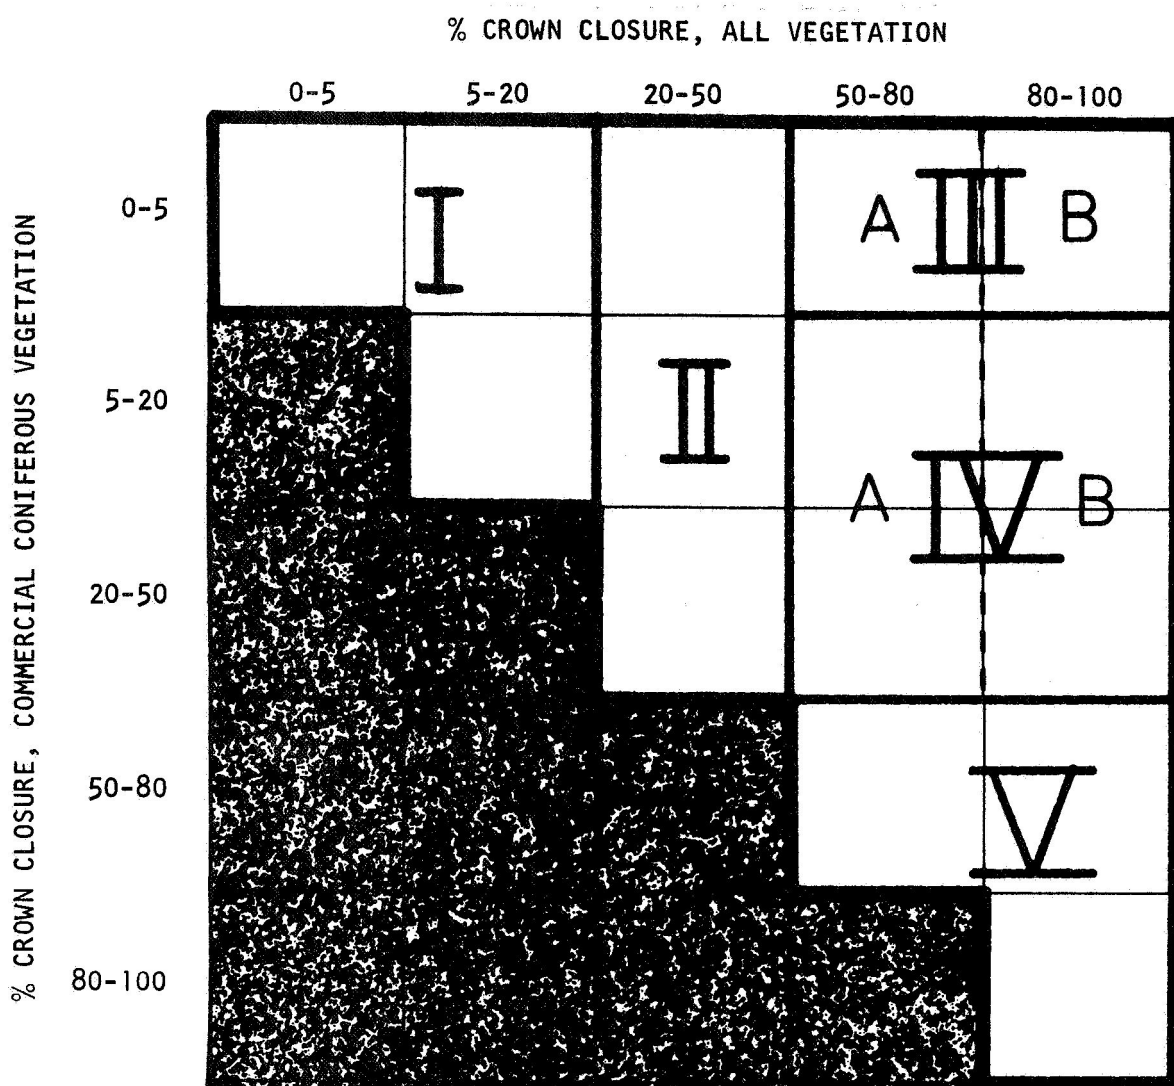 % CROWN CLOSURE, ALL VEGETATION
0-5 5-20 20-50 50-80 80-100
% CROWN CLOSURE, COMMERCIAL CONIFEROUS VEGETATION
0-5
I
A III B
5-20
II
A IV B
20-50
50-80
V
80-100